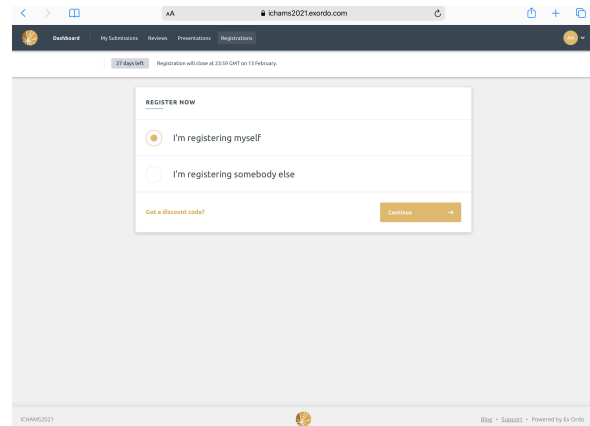 AA ichams2021.exordo.com
Dashboard My Submissions Reviews Presentations Registrations AN
27 days left Registration will close at 23:59 GMT on 13 February.
REGISTER NOW
I'm registering myself
I'm registering somebody else
Got a discount code? Continue →
ICHAMS2021 Blog • Support • Powered by Ex Ordo